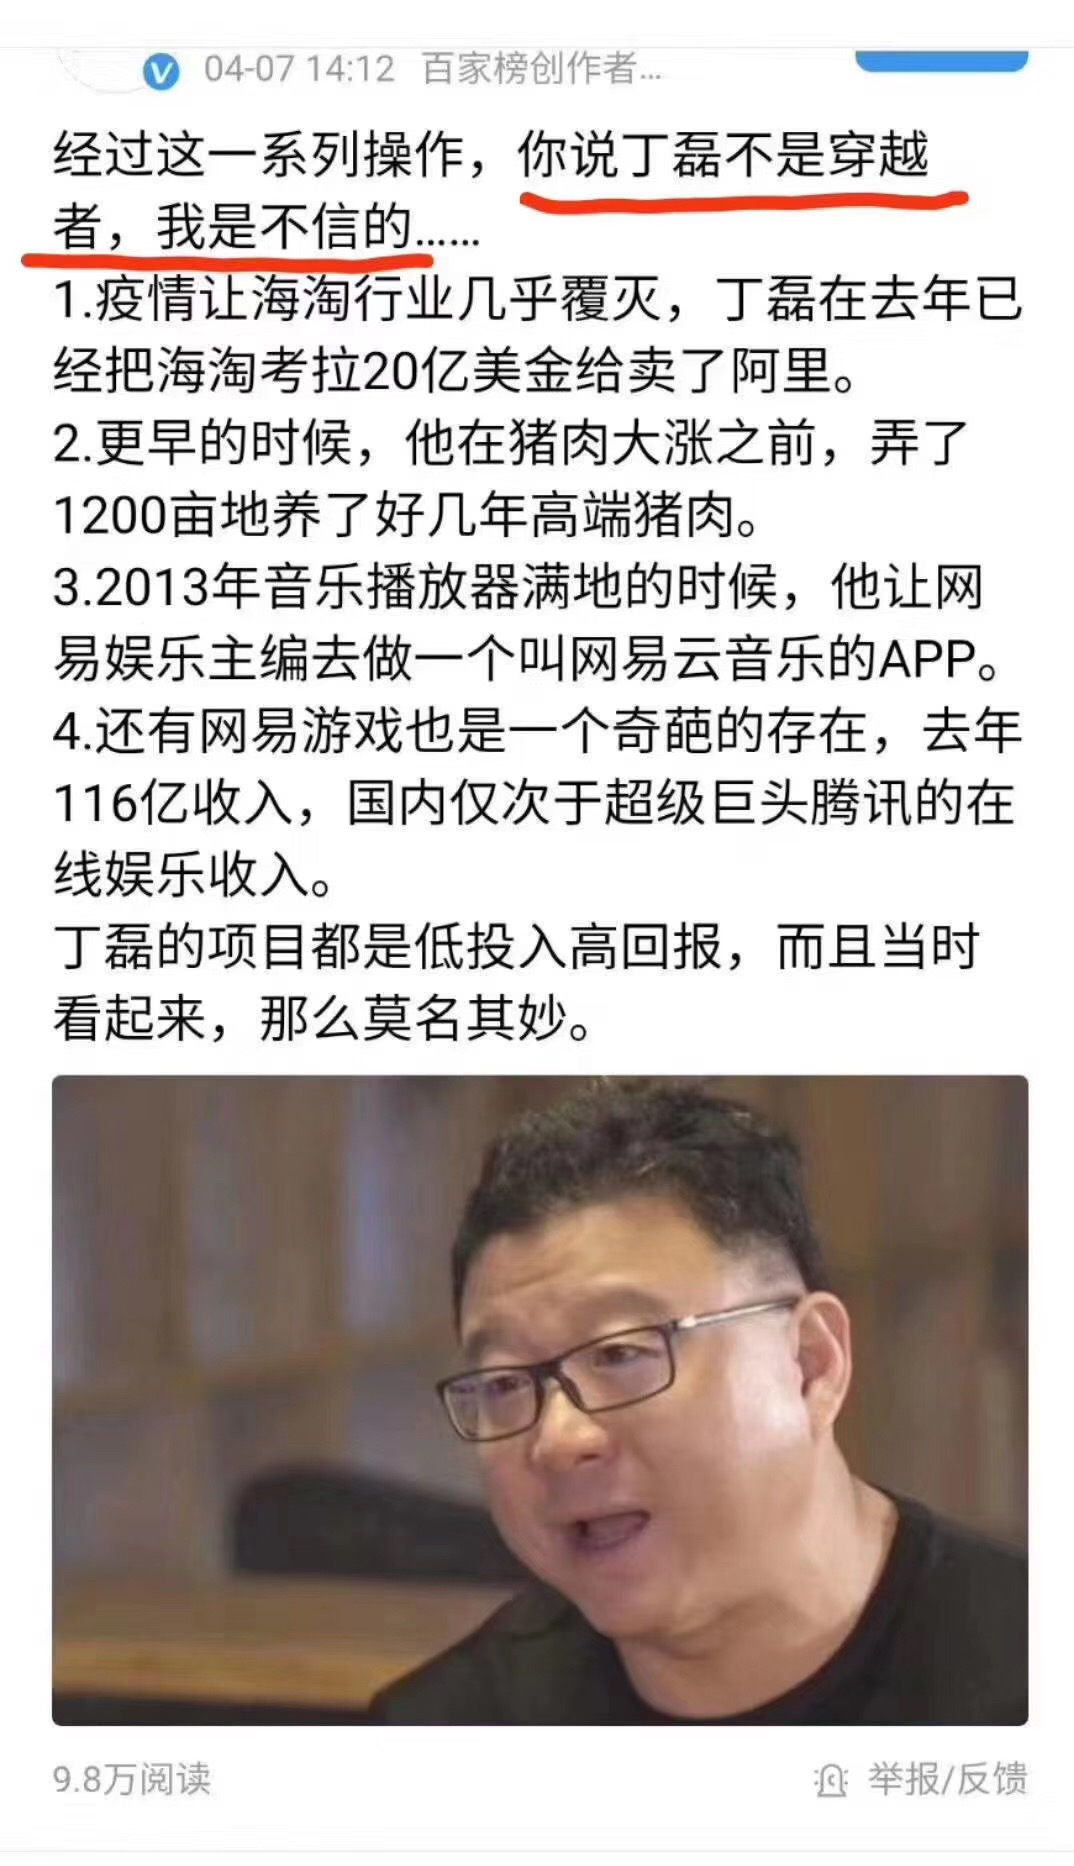 04-07 14:12 百家榜创作者...
经过这一系列操作，你说丁磊不是穿越
者，我是不信的……
1.疫情让海淘行业几乎覆灭，丁磊在去年已
经把海淘考拉20亿美金给卖了阿里。
2.更早的时候，他在猪肉大涨之前，弄了
1200亩地养了好几年高端猪肉。
3.2013年音乐播放器满地的时候，他让网
易娱乐主编去做一个叫网易云音乐的APP。
4.还有网易游戏也是一个奇葩的存在，去年
116亿收入，国内仅次于超级巨头腾讯的在
线娱乐收入。
丁磊的项目都是低投入高回报，而且当时
看起来，那么莫名其妙。
9.8万阅读 举报/反馈